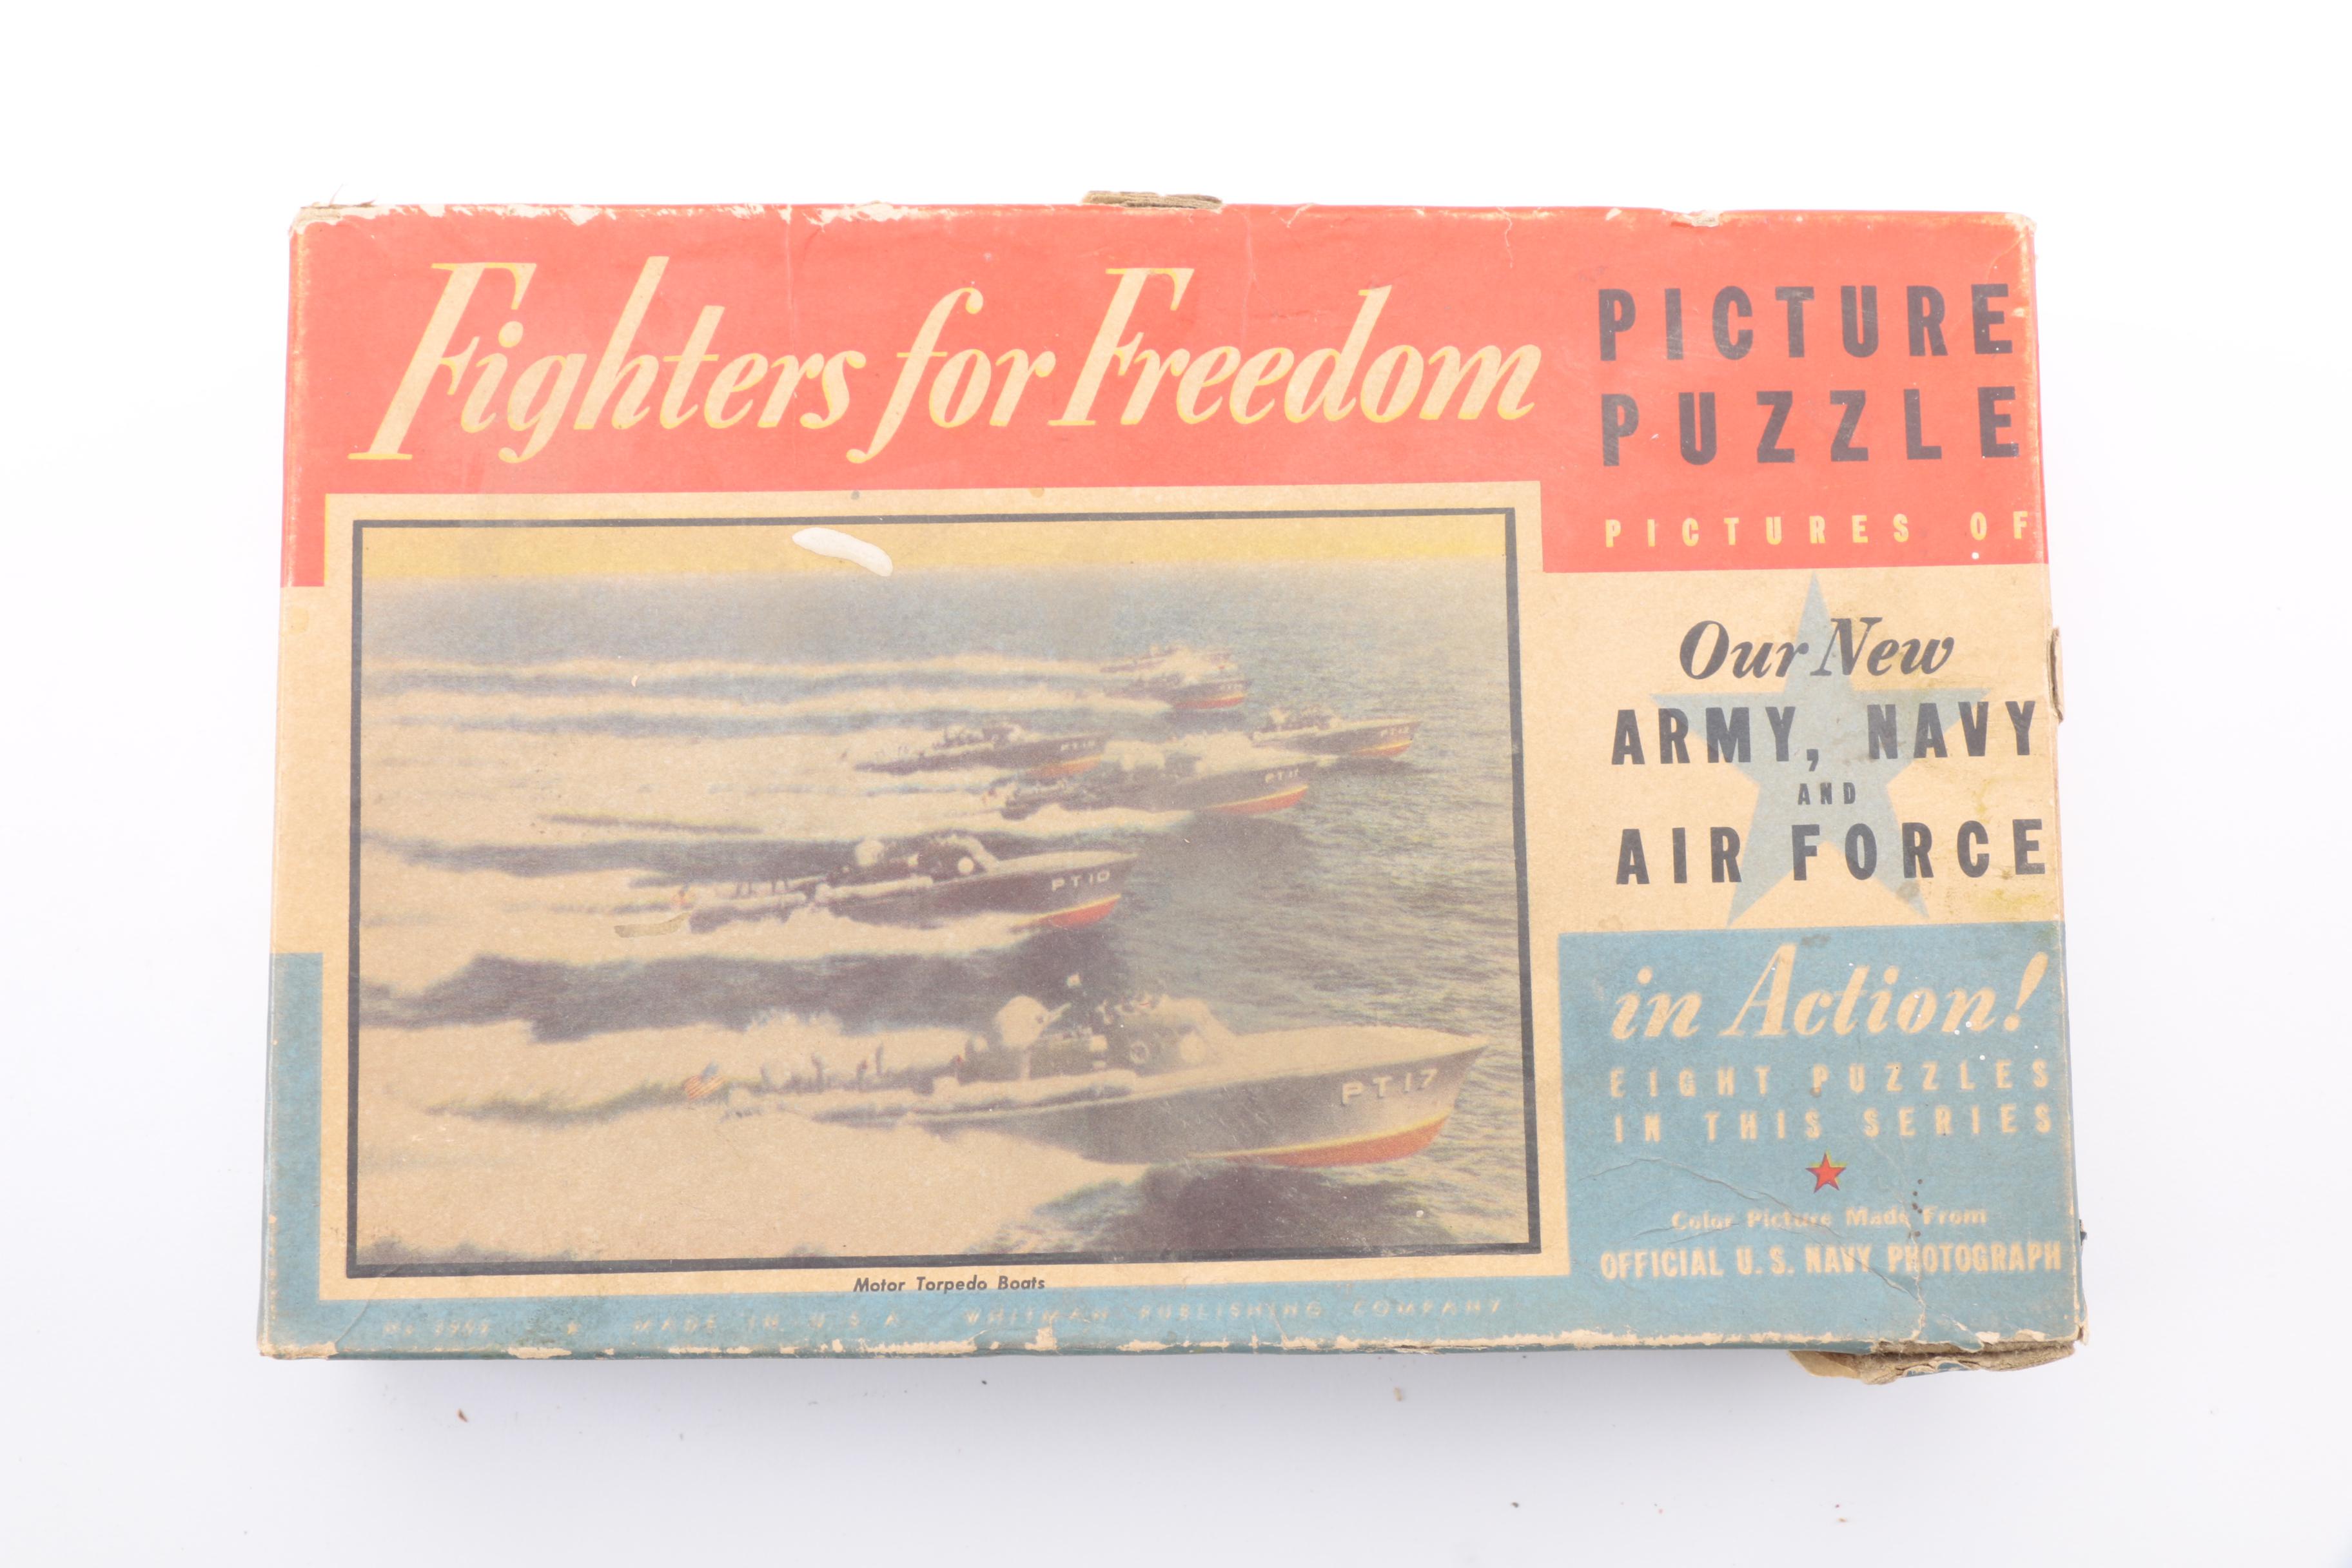 Fighters for Freedom
PICTURE
PUZZLE
PICTURES OF
Our New
ARMY, NAVY
AND
AIR FORCE
in Action!
EIGHT PUZZLES
IN THIS SERIES
Color Picture Made From
OFFICIAL U.S. NAVY PHOTOGRAPH
PT 10
PT 17
Motor Torpedo Boats
MADE IN U.S.A. WHITMAN PUBLISHING COMPANY